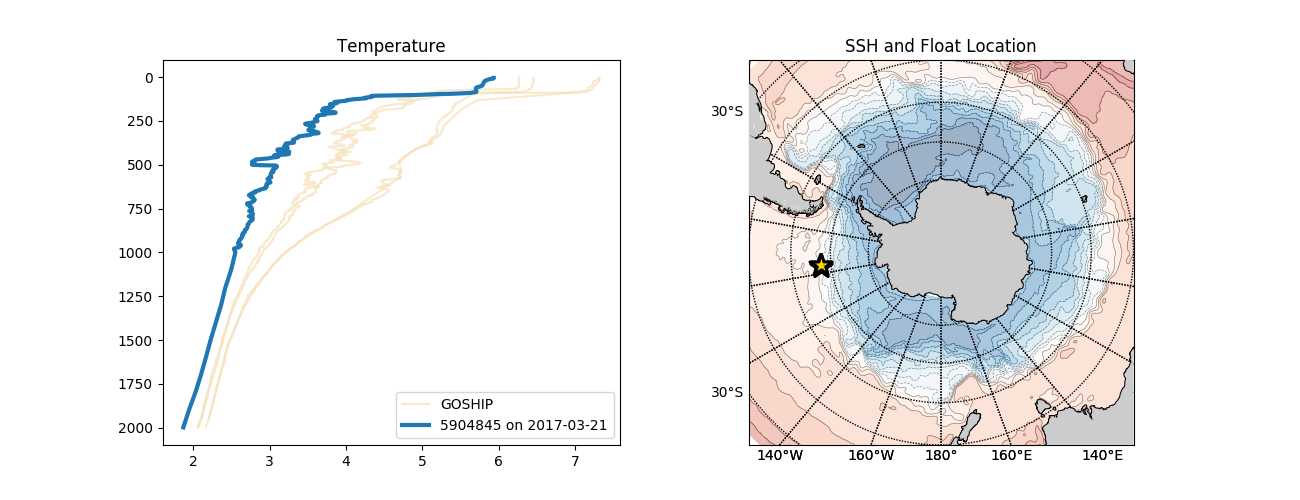 Temperature
0
250
500
750
1000
1250
1500
1750
2000
2
3
4
5
6
7
GOSHIP
5904845 on 2017-03-21
SSH and Float Location
30°S
30°S
140°W
160°W
180°
160°E
140°E